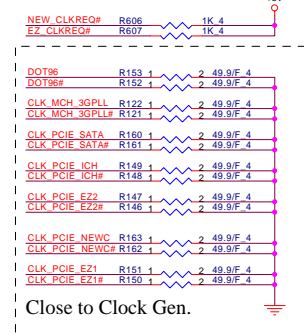 NEW_CLKREQ# R606 1K_4
EZ_CLKREQ# R607 1K_4
DOT96 R153 1 2 49.9/F_4
DOT96# R152 1 2 49.9/F_4
CLK_MCH_3GPLL R122 1 2 49.9/F_4
CLK_MCH_3GPLL# R121 1 2 49.9/F_4
CLK_PCIE_SATA R160 1 2 49.9/F_4
CLK_PCIE_SATA# R161 1 2 49.9/F_4
CLK_PCIE_ICH R149 1 2 49.9/F_4
CLK_PCIE_ICH# R148 1 2 49.9/F_4
CLK_PCIE_EZ2 R147 1 2 49.9/F_4
CLK_PCIE_EZ2# R146 1 2 49.9/F_4
CLK_PCIE_NEWC R163 1 2 49.9/F_4
CLK_PCIE_NEWC# R162 1 2 49.9/F_4
CLK_PCIE_EZ1 R151 1 2 49.9/F_4
CLK_PCIE_EZ1# R150 1 2 49.9/F_4
Close to Clock Gen.